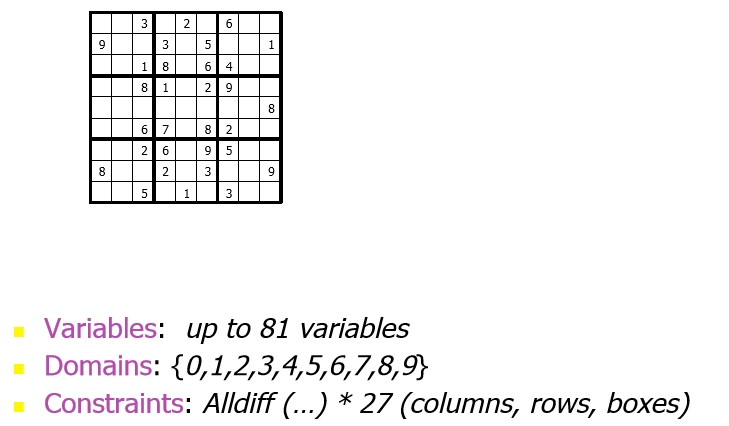 3 2 6
9 3 5 1
1 8 6 4
8 1 2 9
8
6 7 8 2
2 6 9 5
8 2 3 9
5 1 3
Variables: up to 81 variables
Domains: {0,1,2,3,4,5,6,7,8,9}
Constraints: Alldiff (...) * 27 (columns, rows, boxes)